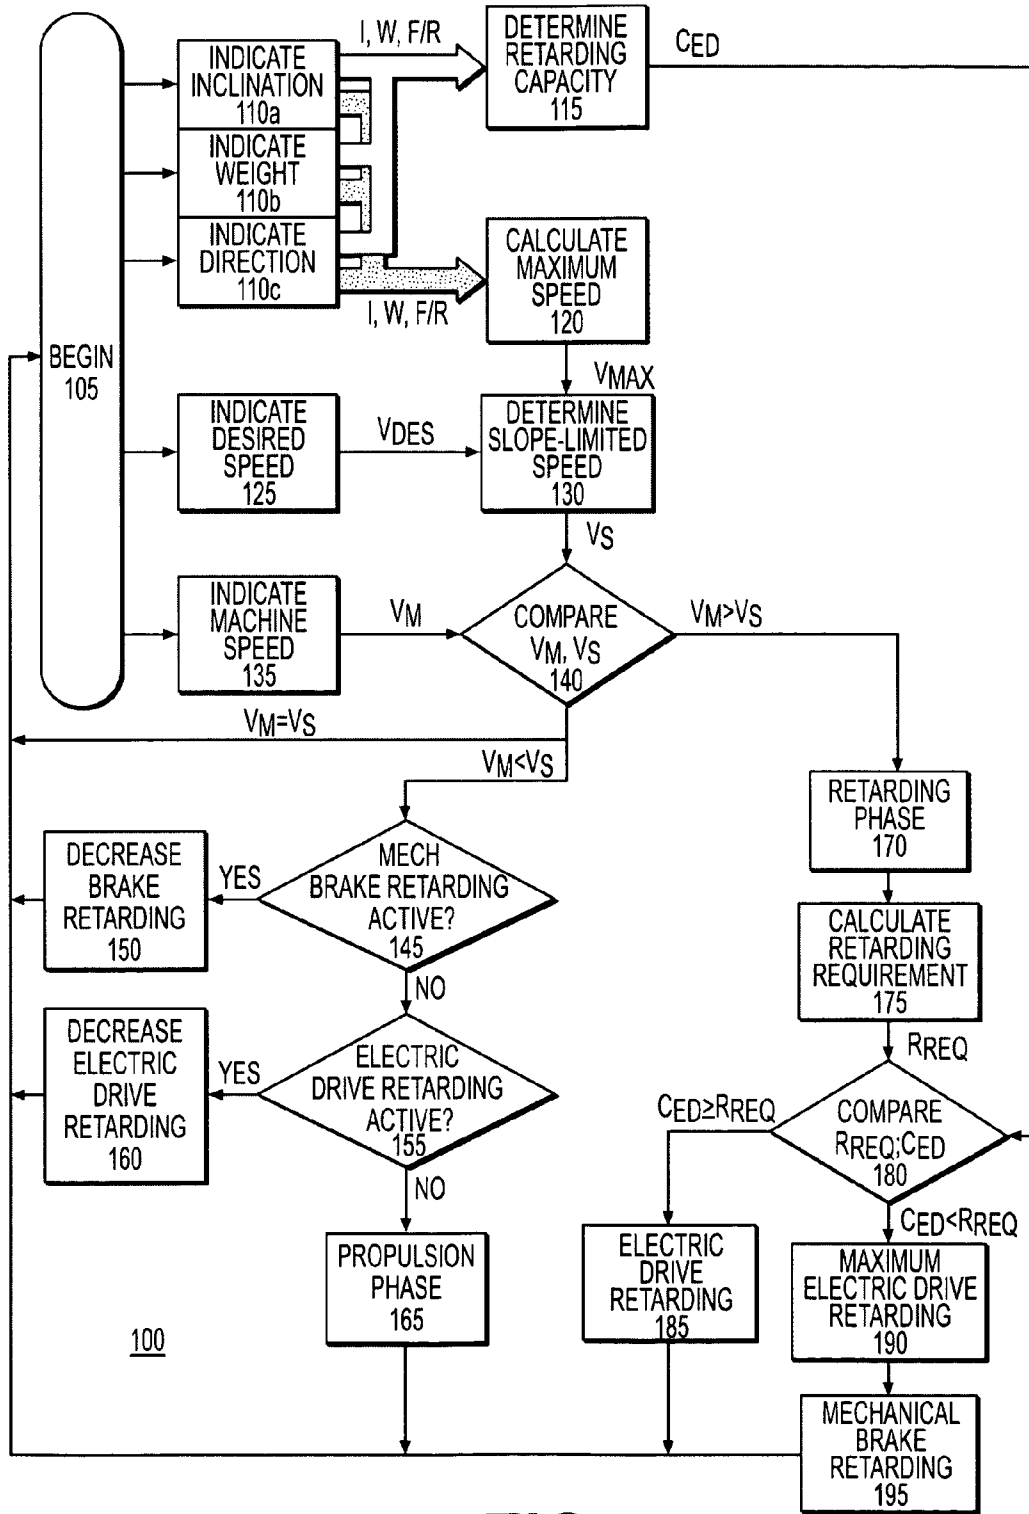 I, W, F/R
DETERMINE
RETARDING
CAPACITY
115
CED
INDICATE
INCLINATION
110a
INDICATE
WEIGHT
110b
INDICATE
DIRECTION
110c
I, W, F/R
CALCULATE
MAXIMUM
SPEED
120
BEGIN
105
VMAX
INDICATE
DESIRED
SPEED
125
VDES
DETERMINE
SLOPE-LIMITED
SPEED
130
VS
INDICATE
MACHINE
SPEED
135
VM
COMPARE
VM, VS
140
VM>VS
VM=VS
VM<VS
RETARDING
PHASE
170
DECREASE
BRAKE
RETARDING
150
YES
MECH
BRAKE RETARDING
ACTIVE?
145
NO
CALCULATE
RETARDING
REQUIREMENT
175
RREQ
DECREASE
ELECTRIC
DRIVE
RETARDING
160
YES
ELECTRIC
DRIVE RETARDING
ACTIVE?
155
NO
CED≥RREQ
COMPARE
RREQ;CED
180
CED<RREQ
PROPULSION
PHASE
165
ELECTRIC
DRIVE
RETARDING
185
MAXIMUM
ELECTRIC DRIVE
RETARDING
190
100
MECHANICAL
BRAKE
RETARDING
195